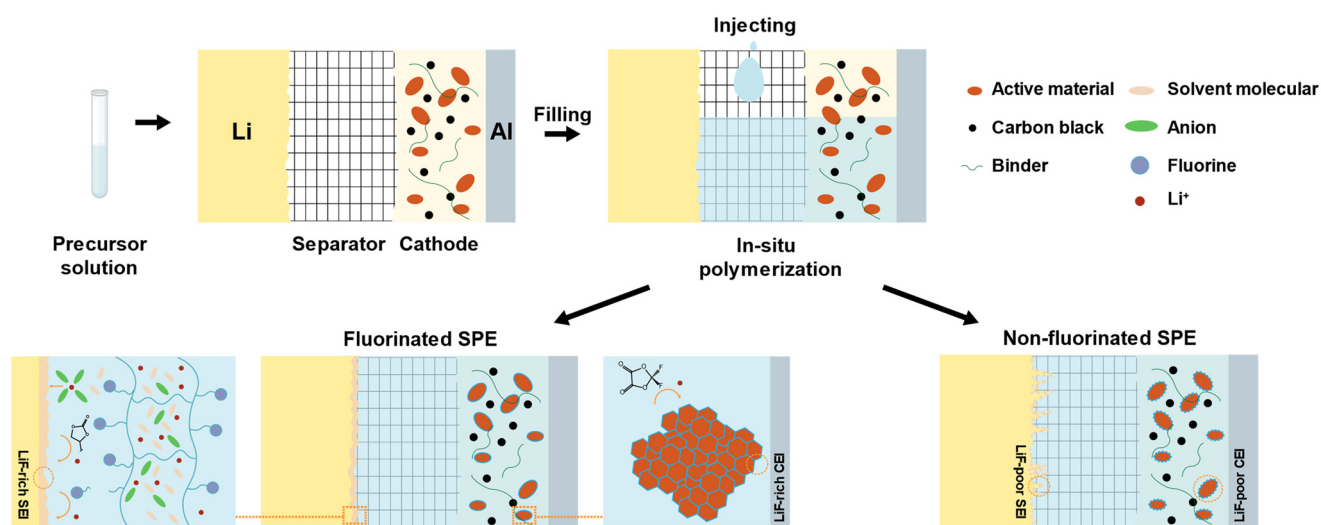 Injecting
Li
Al
Filling
Active material
Solvent molecular
Carbon black
Anion
Binder
Fluorine
Li⁺
Precursor
solution
Separator
Cathode
In-situ
polymerization
Fluorinated SPE
Non-fluorinated SPE
LiF-rich SEI
O
O
O
F
O
O
O
O
F
F
LiF-rich CEI
LiF-poor SEI
LiF-poor CEI